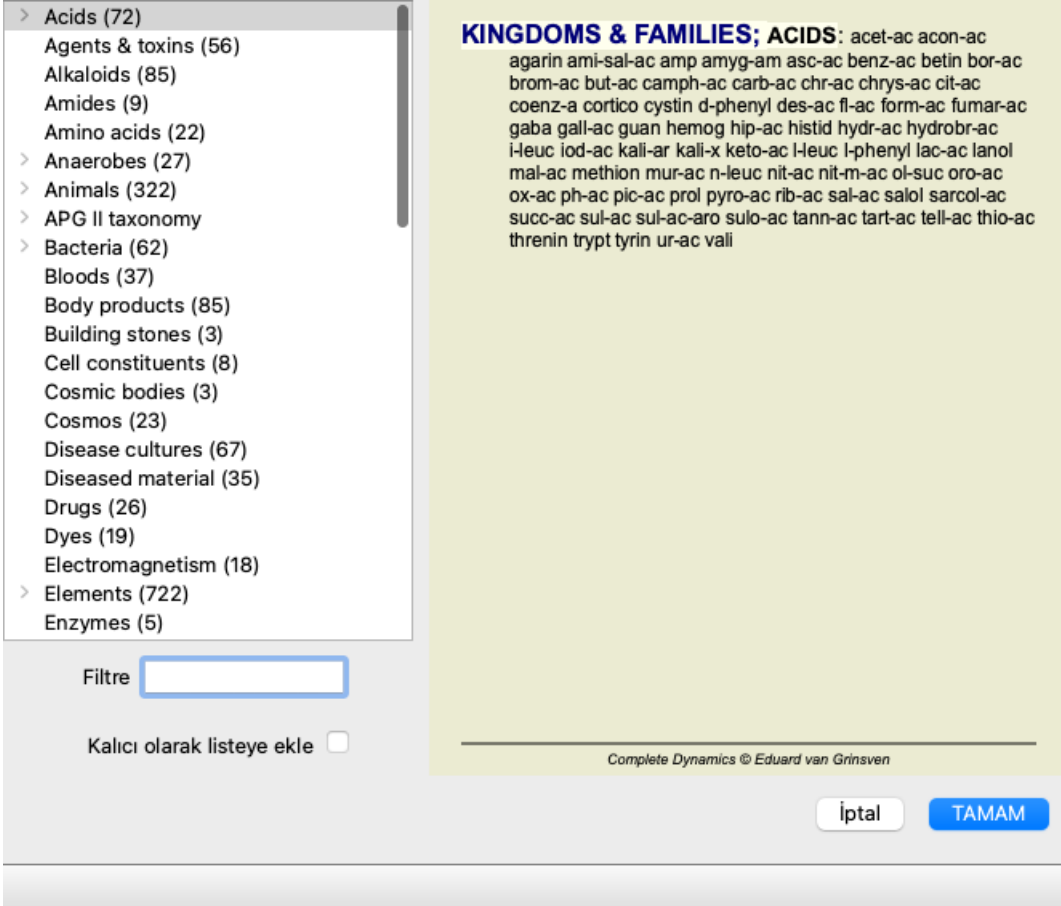 Acids (72)
Agents & toxins (56)
Alkaloids (85)
Amides (9)
Amino acids (22)
Anaerobes (27)
Animals (322)
APG II taxonomy
Bacteria (62)
Bloods (37)
Body products (85)
Building stones (3)
Cell constituents (8)
Cosmic bodies (3)
Cosmos (23)
Disease cultures (67)
Diseased material (35)
Drugs (26)
Dyes (19)
Electromagnetism (18)
Elements (722)
Enzymes (5)
Filtre
Kalıcı olarak listeye ekle
KINGDOMS & FAMILIES; ACIDS: acet-ac acon-ac
agarin ami-sal-ac amp amyg-am asc-ac benz-ac betin bor-ac
brom-ac but-ac camph-ac carb-ac chr-ac chrys-ac cit-ac
coenz-a cortico cystin d-phenyl des-ac fl-ac form-ac fumar-ac
gaba gall-ac guan hemog hip-ac histid hydr-ac hydrobr-ac
i-leuc iod-ac kali-ar kali-x keto-ac l-leuc l-phenyl lac-ac lanol
mal-ac methion mur-ac n-leuc nit-ac nit-m-ac ol-suc oro-ac
ox-ac ph-ac pic-ac prol pyro-ac rib-ac sal-ac salol sarcol-ac
succ-ac sul-ac sul-ac-aro sulo-ac tann-ac tart-ac tell-ac thio-ac
threnin trypt tyrin ur-ac vali
Complete Dynamics © Eduard van Grinsven
İptal
TAMAM